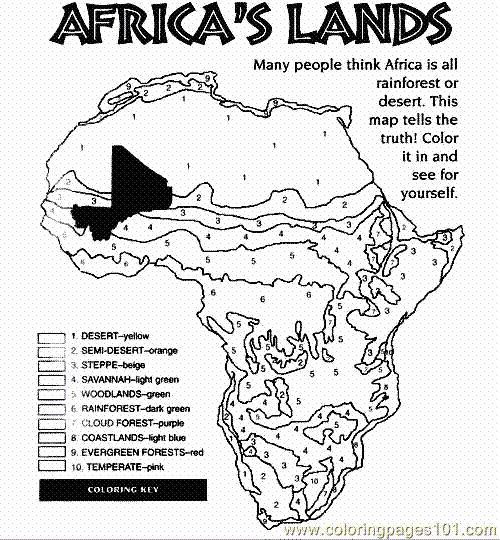 AFRICA'S LANDS
Many people think Africa is all
rainforest or
desert. This
map tells the
truth! Color
it in and
see for
yourself.
1. DESERT–yellow
2. SEMI-DESERT–orange
3. STEPPE–beige
4. SAVANNAH–light green
5. WOODLANDS–green
6. RAINFOREST–dark green
7. CLOUD FOREST–purple
8. COASTLANDS–light blue
9. EVERGREEN FORESTS–red
10. TEMPERATE–pink
COLORING KEY
www.coloringpages101.com